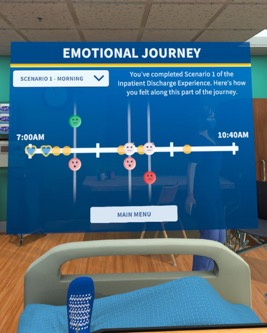 EMOTIONAL JOURNEY
SCENARIO 1 - MORNING
You've completed Scenario 1 of the
Inpatient Discharge Experience. Here's how
you felt along this part of the journey.
7:00AM
10:40AM
MAIN MENU